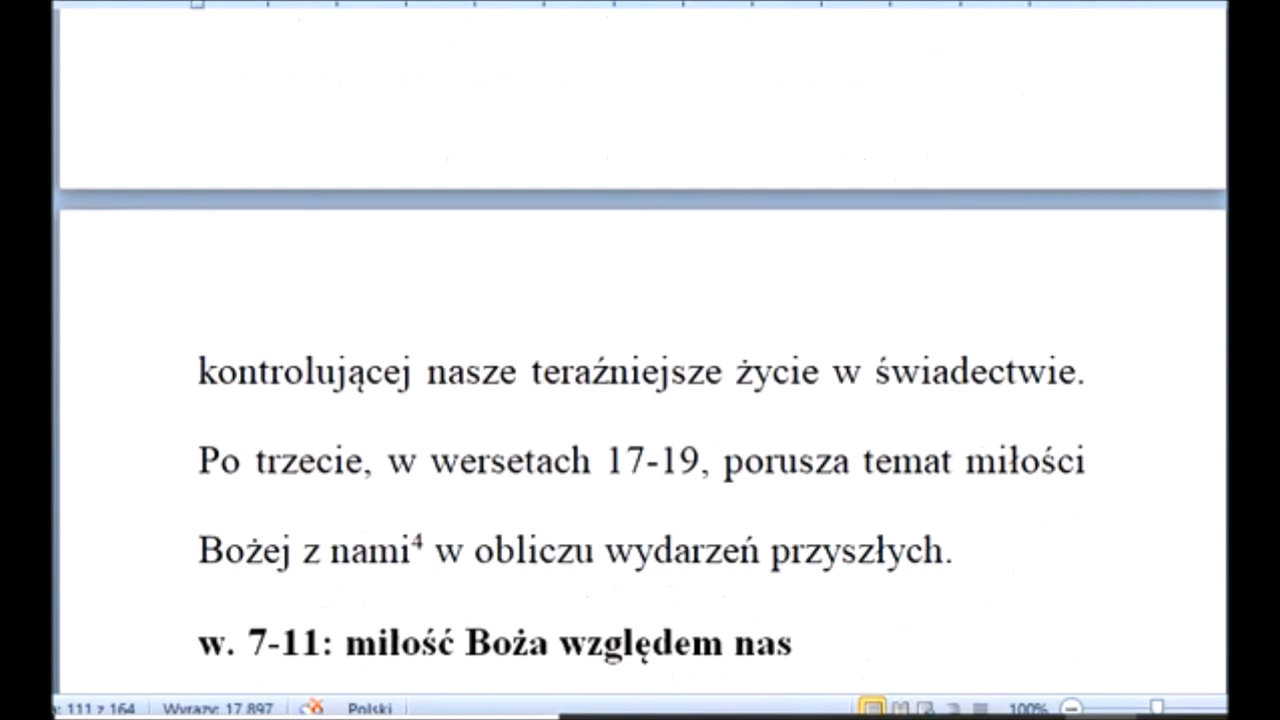 kontrolującej nasze teraźniejsze życie w świadectwie.
Po trzecie, w wersetach 17-19, porusza temat miłości
Bożej z nami⁴ w obliczu wydarzeń przyszłych.
w. 7-11: miłość Boża względem nas
111 z 164 Wyrazy: 17 897 Polski 100%